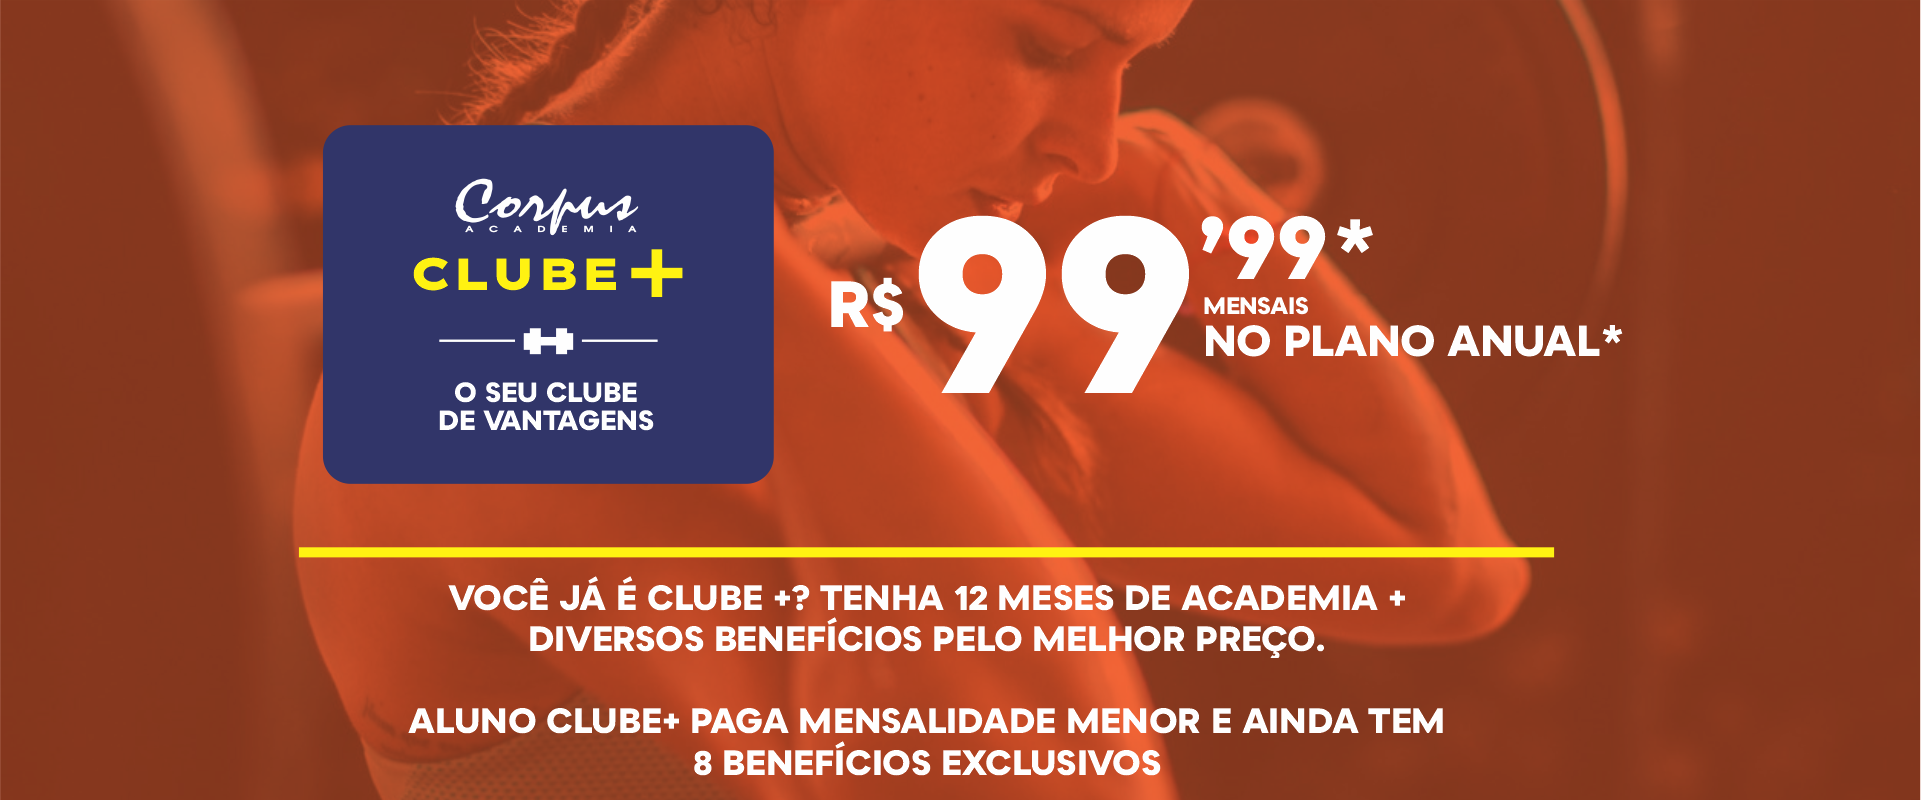 Corpus
ACADEMIA
CLUBE+
O SEU CLUBE
DE VANTAGENS
R$ 99'99*
MENSAIS
NO PLANO ANUAL*
VOCÊ JÁ É CLUBE +? TENHA 12 MESES DE ACADEMIA +
DIVERSOS BENEFÍCIOS PELO MELHOR PREÇO.
ALUNO CLUBE+ PAGA MENSALIDADE MENOR E AINDA TEM
8 BENEFÍCIOS EXCLUSIVOS